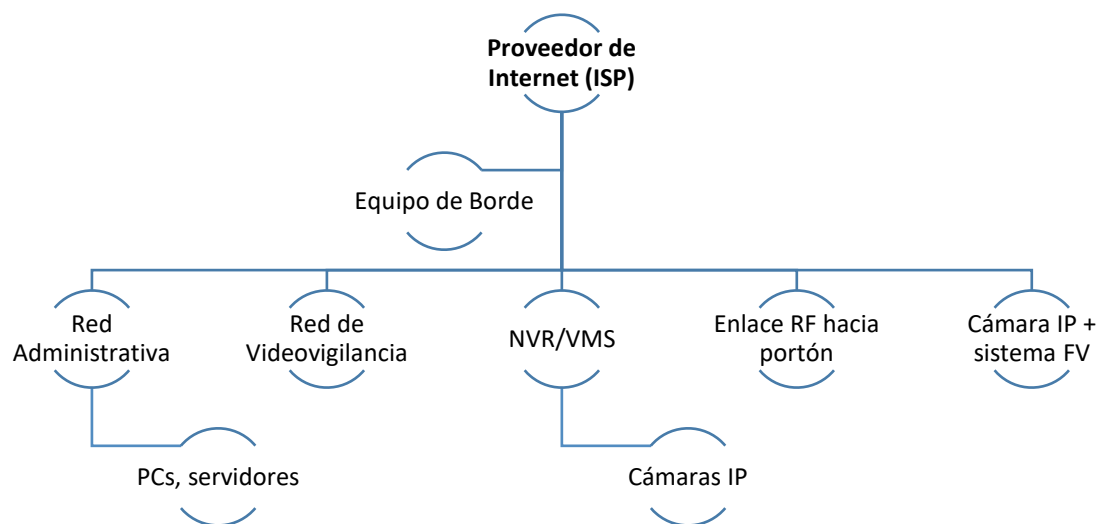 Proveedor de
Internet (ISP)
Equipo de Borde
Red
Administrativa
Red de
Videovigilancia
NVR/VMS
Enlace RF hacia
portón
Cámara IP +
sistema FV
PCs, servidores
Cámaras IP